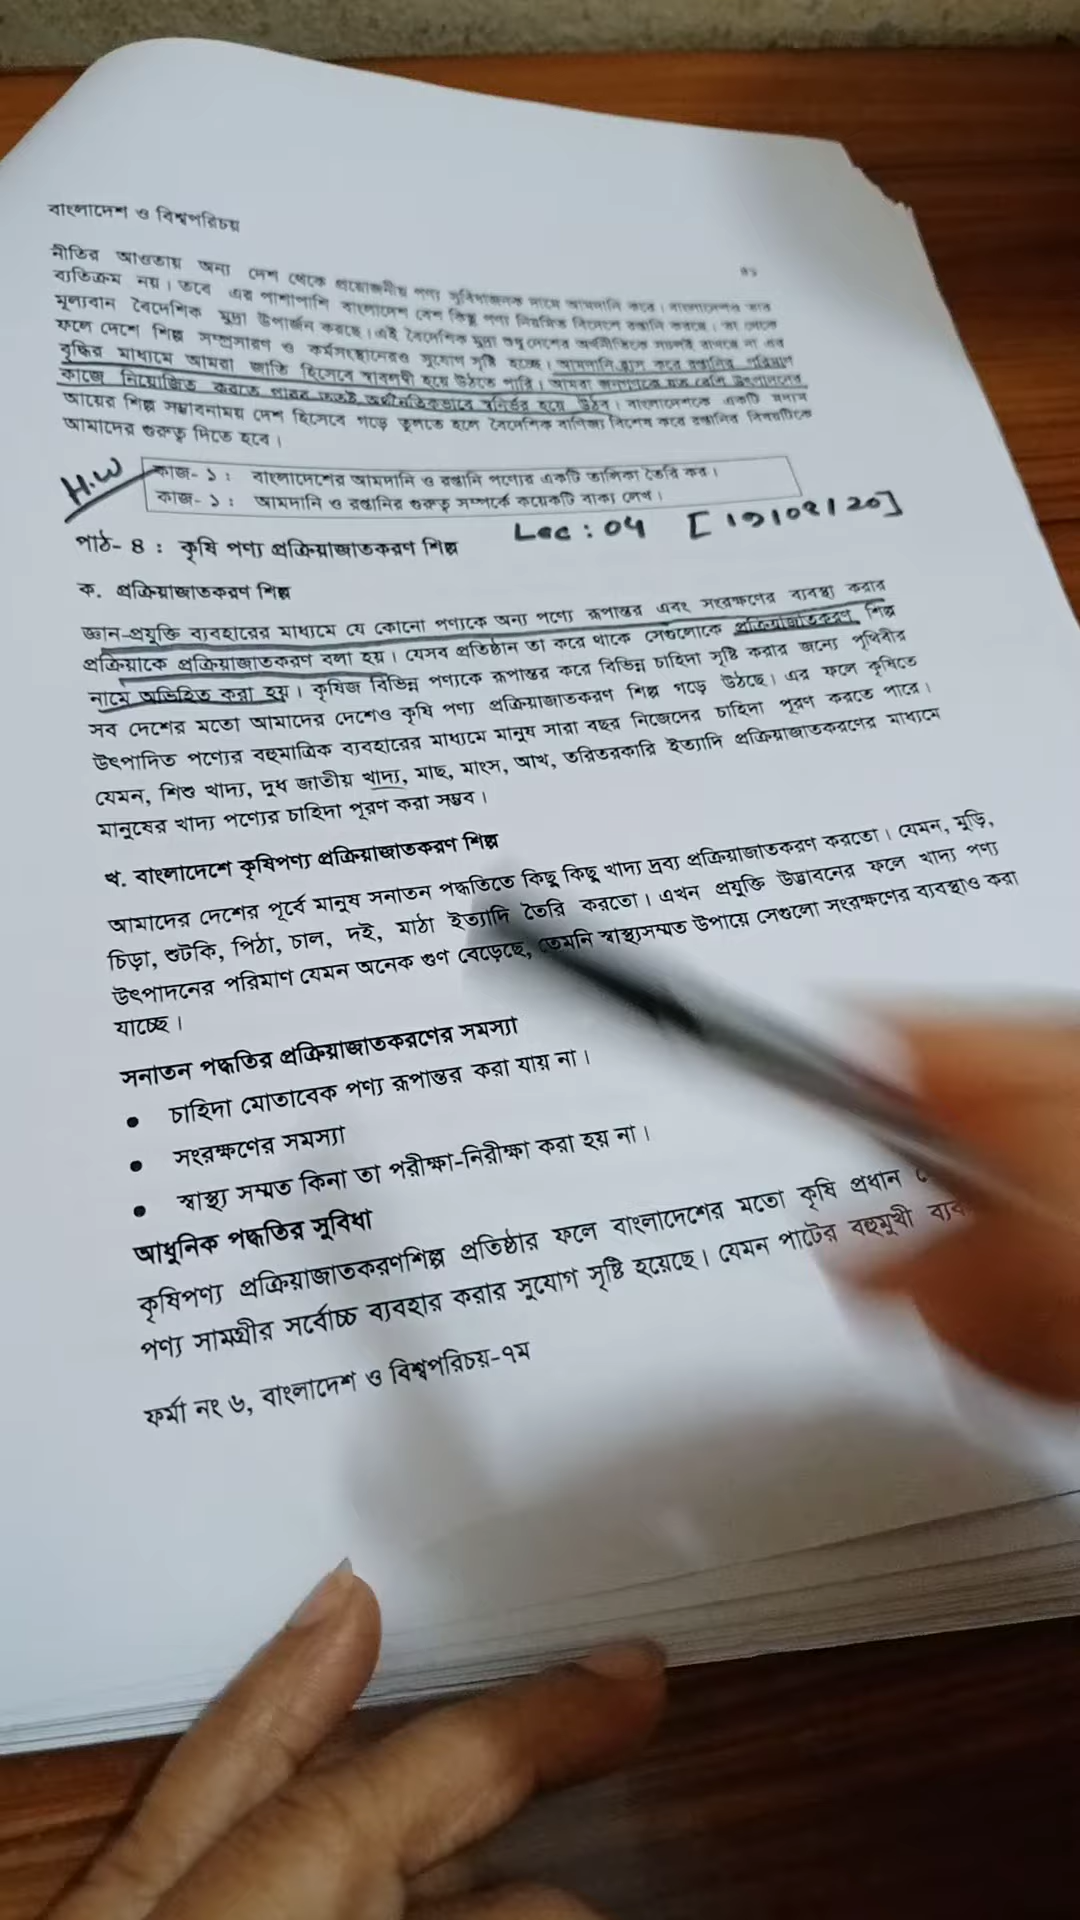 বাংলাদেশ ও বিশ্বপরিচয়
৪১
নীতির আওতায় অন্য দেশ থেকে প্রয়োজনীয় পণ্য সুবিধাজনক দামে আমদানি করে। বাংলাদেশও তার
ব্যতিক্রম নয়। তবে এর পাশাপাশি বাংলাদেশ বেশ কিছু পণ্য নিয়মিত বিদেশে রপ্তানি করছে। তা থেকে
মূল্যবান বৈদেশিক মুদ্রা উপার্জন করছে। এই বৈদেশিক মুদ্রা শুধু দেশের অর্থনীতিকে সচলই রাখছে না এর
ফলে দেশে শিল্প সম্প্রসারণ ও কর্মসংস্থানেরও সুযোগ সৃষ্টি হচ্ছে। আমদানি হ্রাস করে রপ্তানির পরিমাণ
বৃদ্ধির মাধ্যমে আমরা জাতি হিসেবে স্বাবলম্বী হয়ে উঠতে পারি। আমরা জনগণকে যত বেশি উৎপাদনের
কাজে নিয়োজিত করতে পারব ততই অর্থনৈতিকভাবে স্বনির্ভর হয়ে উঠব। বাংলাদেশকে একটি মধ্যম
আয়ের শিল্প সম্ভাবনাময় দেশ হিসেবে গড়ে তুলতে হলে বৈদেশিক বাণিজ্য বিশেষ করে রপ্তানির বিষয়টিকে
আমাদের গুরুত্ব দিতে হবে।
H.W
কাজ- ১ : বাংলাদেশের আমদানি ও রপ্তানি পণ্যের একটি তালিকা তৈরি কর।
কাজ- ১ : আমদানি ও রপ্তানির গুরুত্ব সম্পর্কে কয়েকটি বাক্য লেখ।
Lec : 04 [19/08/20]
পাঠ- ৪ : কৃষি পণ্য প্রক্রিয়াজাতকরণ শিল্প
ক. প্রক্রিয়াজাতকরণ শিল্প
জ্ঞান-প্রযুক্তি ব্যবহারের মাধ্যমে যে কোনো পণ্যকে অন্য পণ্যে রূপান্তর এবং সংরক্ষণের ব্যবস্থা করার
প্রক্রিয়াকে প্রক্রিয়াজাতকরণ বলা হয়। যেসব প্রতিষ্ঠান তা করে থাকে সেগুলোকে প্রক্রিয়াজাতকরণ শিল্প
নামে অভিহিত করা হয়। কৃষিজ বিভিন্ন পণ্যকে রূপান্তর করে বিভিন্ন চাহিদা সৃষ্টি করার জন্যে পৃথিবীর
সব দেশের মতো আমাদের দেশেও কৃষি পণ্য প্রক্রিয়াজাতকরণ শিল্প গড়ে উঠছে। এর ফলে কৃষিতে
উৎপাদিত পণ্যের বহুমাত্রিক ব্যবহারের মাধ্যমে মানুষ সারা বছর নিজেদের চাহিদা পূরণ করতে পারে।
যেমন, শিশু খাদ্য, দুধ জাতীয় খাদ্য, মাছ, মাংস, আখ, তরিতরকারি ইত্যাদি প্রক্রিয়াজাতকরণের মাধ্যমে
মানুষের খাদ্য পণ্যের চাহিদা পূরণ করা সম্ভব।
খ. বাংলাদেশে কৃষিপণ্য প্রক্রিয়াজাতকরণ শিল্প
আমাদের দেশের পূর্বে মানুষ সনাতন পদ্ধতিতে কিছু কিছু খাদ্য দ্রব্য প্রক্রিয়াজাতকরণ করতো। যেমন, মুড়ি,
চিড়া, শুটকি, পিঠা, চাল, দই, মাঠা ইত্যাদি তৈরি করতো। এখন প্রযুক্তি উদ্ভাবনের ফলে খাদ্য পণ্য
উৎপাদনের পরিমাণ যেমন অনেক গুণ বেড়েছে, তেমনি স্বাস্থ্যসম্মত উপায়ে সেগুলো সংরক্ষণের ব্যবস্থাও করা
যাচ্ছে।
সনাতন পদ্ধতির প্রক্রিয়াজাতকরণের সমস্যা
• চাহিদা মোতাবেক পণ্য রূপান্তর করা যায় না।
• সংরক্ষণের সমস্যা
• স্বাস্থ্য সম্মত কিনা তা পরীক্ষা-নিরীক্ষা করা হয় না।
আধুনিক পদ্ধতির সুবিধা
কৃষিপণ্য প্রক্রিয়াজাতকরণশিল্প প্রতিষ্ঠার ফলে বাংলাদেশের মতো কৃষি প্রধান
পণ্য সামগ্রীর সর্বোচ্চ ব্যবহার করার সুযোগ সৃষ্টি হয়েছে। যেমন পাটের বহুমুখী
ফর্মা নং ৬, বাংলাদেশ ও বিশ্বপরিচয়-৭ম